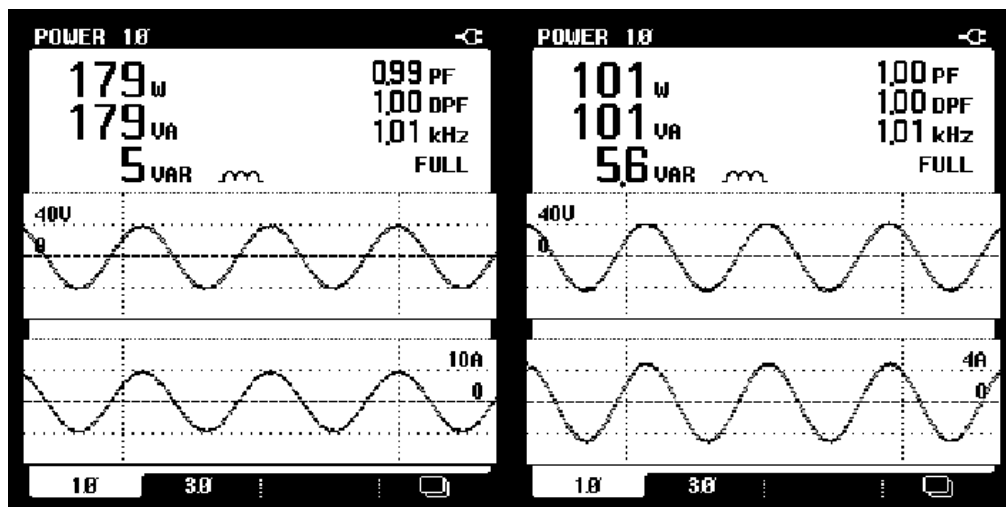 POWER 1Ø
179 W
0.99 PF
179 VA
1.00 DPF
5 VAR
1.01 kHz
FULL
40V
0
10A
0
1Ø
3Ø
POWER 1Ø
101 W
1.00 PF
101 VA
1.00 DPF
5.6 VAR
1.01 kHz
FULL
40V
0
4A
0
1Ø
3Ø